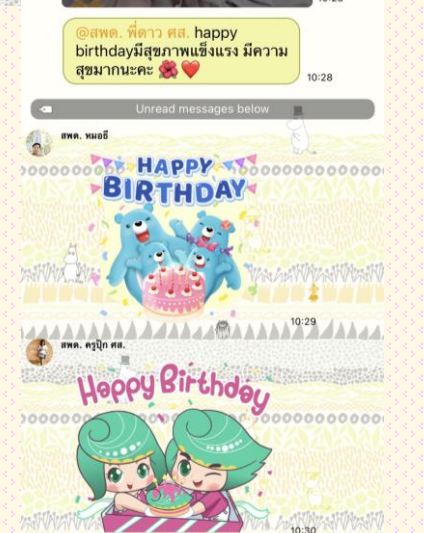 @สพด. พี่ดาว ศส. happy
birthdayมีสุขภาพแข็งแรง มีความ
สุขมากนะคะ 🌺❤️
10:28
Unread messages below
สพด. หมอธี
HAPPY
BIRTHDAY
10:29
สพด. ครูปุ๊ก ศส.
Happy Birthday
10:30